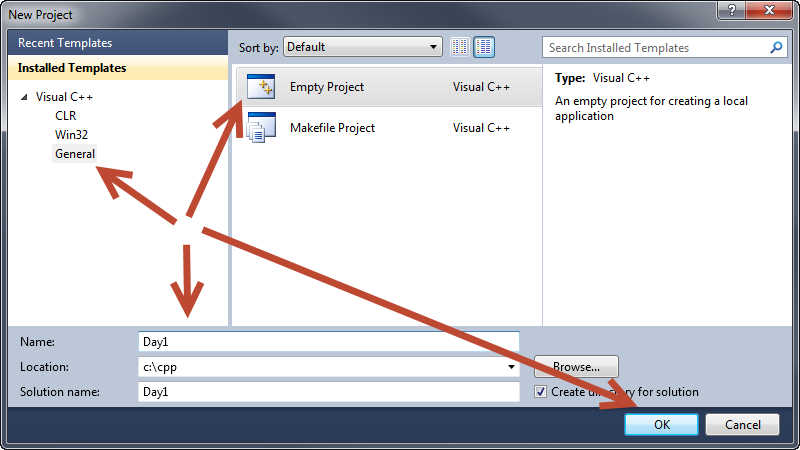 New Project
Recent Templates
Installed Templates
Visual C++
CLR
Win32
General
Sort by: Default
Search Installed Templates
Empty Project Visual C++
Makefile Project Visual C++
Type: Visual C++
An empty project for creating a local
application
Name: Day1
Location: c:\cpp Browse...
Solution name: Day1 Create directory for solution
OK Cancel